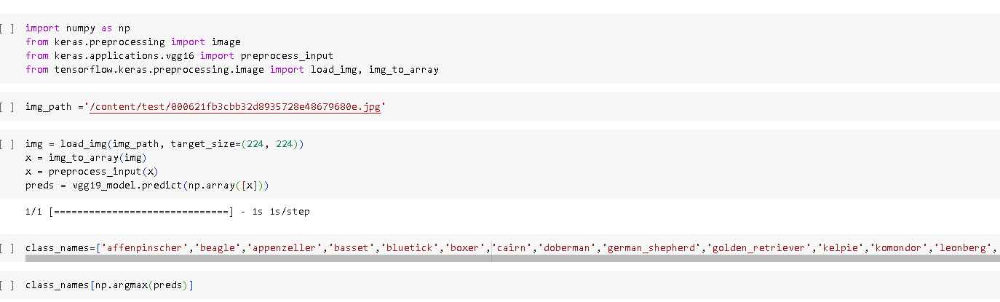 [ ] import numpy as np
from keras.preprocessing import image
from keras.applications.vgg16 import preprocess_input
from tensorflow.keras.preprocessing.image import load_img, img_to_array
[ ] img_path ='/content/test/000621fb3cbb32d8935728e48679680e.jpg'
[ ] img = load_img(img_path, target_size=(224, 224))
x = img_to_array(img)
x = preprocess_input(x)
preds = vgg19_model.predict(np.array([x]))
1/1 [==============================] - 1s 1s/step
[ ] class_names=['affenpinscher','beagle','appenzeller','basset','bluetick','boxer','cairn','doberman','german_shepherd','golden_retriever','kelpie','komondor','leonberg',
[ ] class_names[np.argmax(preds)]